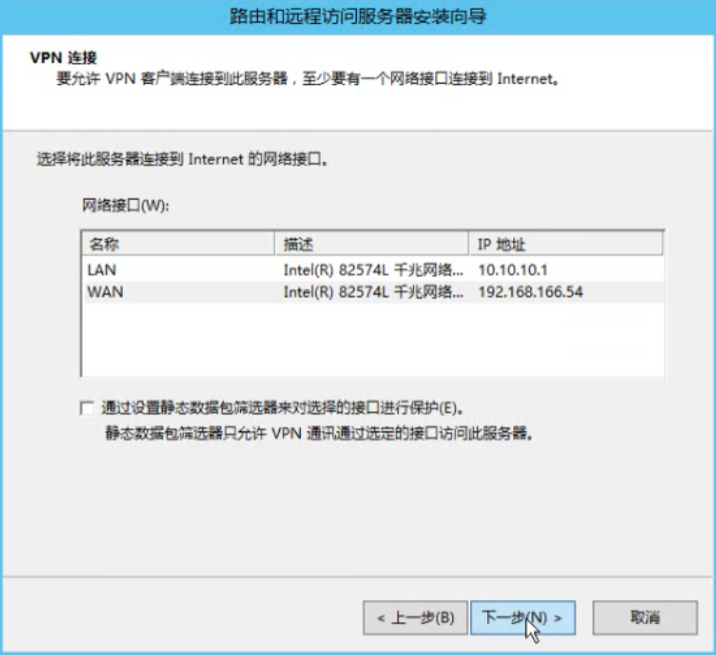 路由和远程访问服务器安装向导
VPN 连接
要允许 VPN 客户端连接到此服务器，至少要有一个网络接口连接到 Internet。
选择将此服务器连接到 Internet 的网络接口。
网络接口(W):
名称 描述 IP 地址
LAN Intel(R) 82574L 千兆网络... 10.10.10.1
WAN Intel(R) 82574L 千兆网络... 192.168.166.54
通过设置静态数据包筛选器来对选择的接口进行保护(E)。
静态数据包筛选器只允许 VPN 通讯通过选定的接口访问此服务器。
< 上一步(B) 下一步(N) > 取消